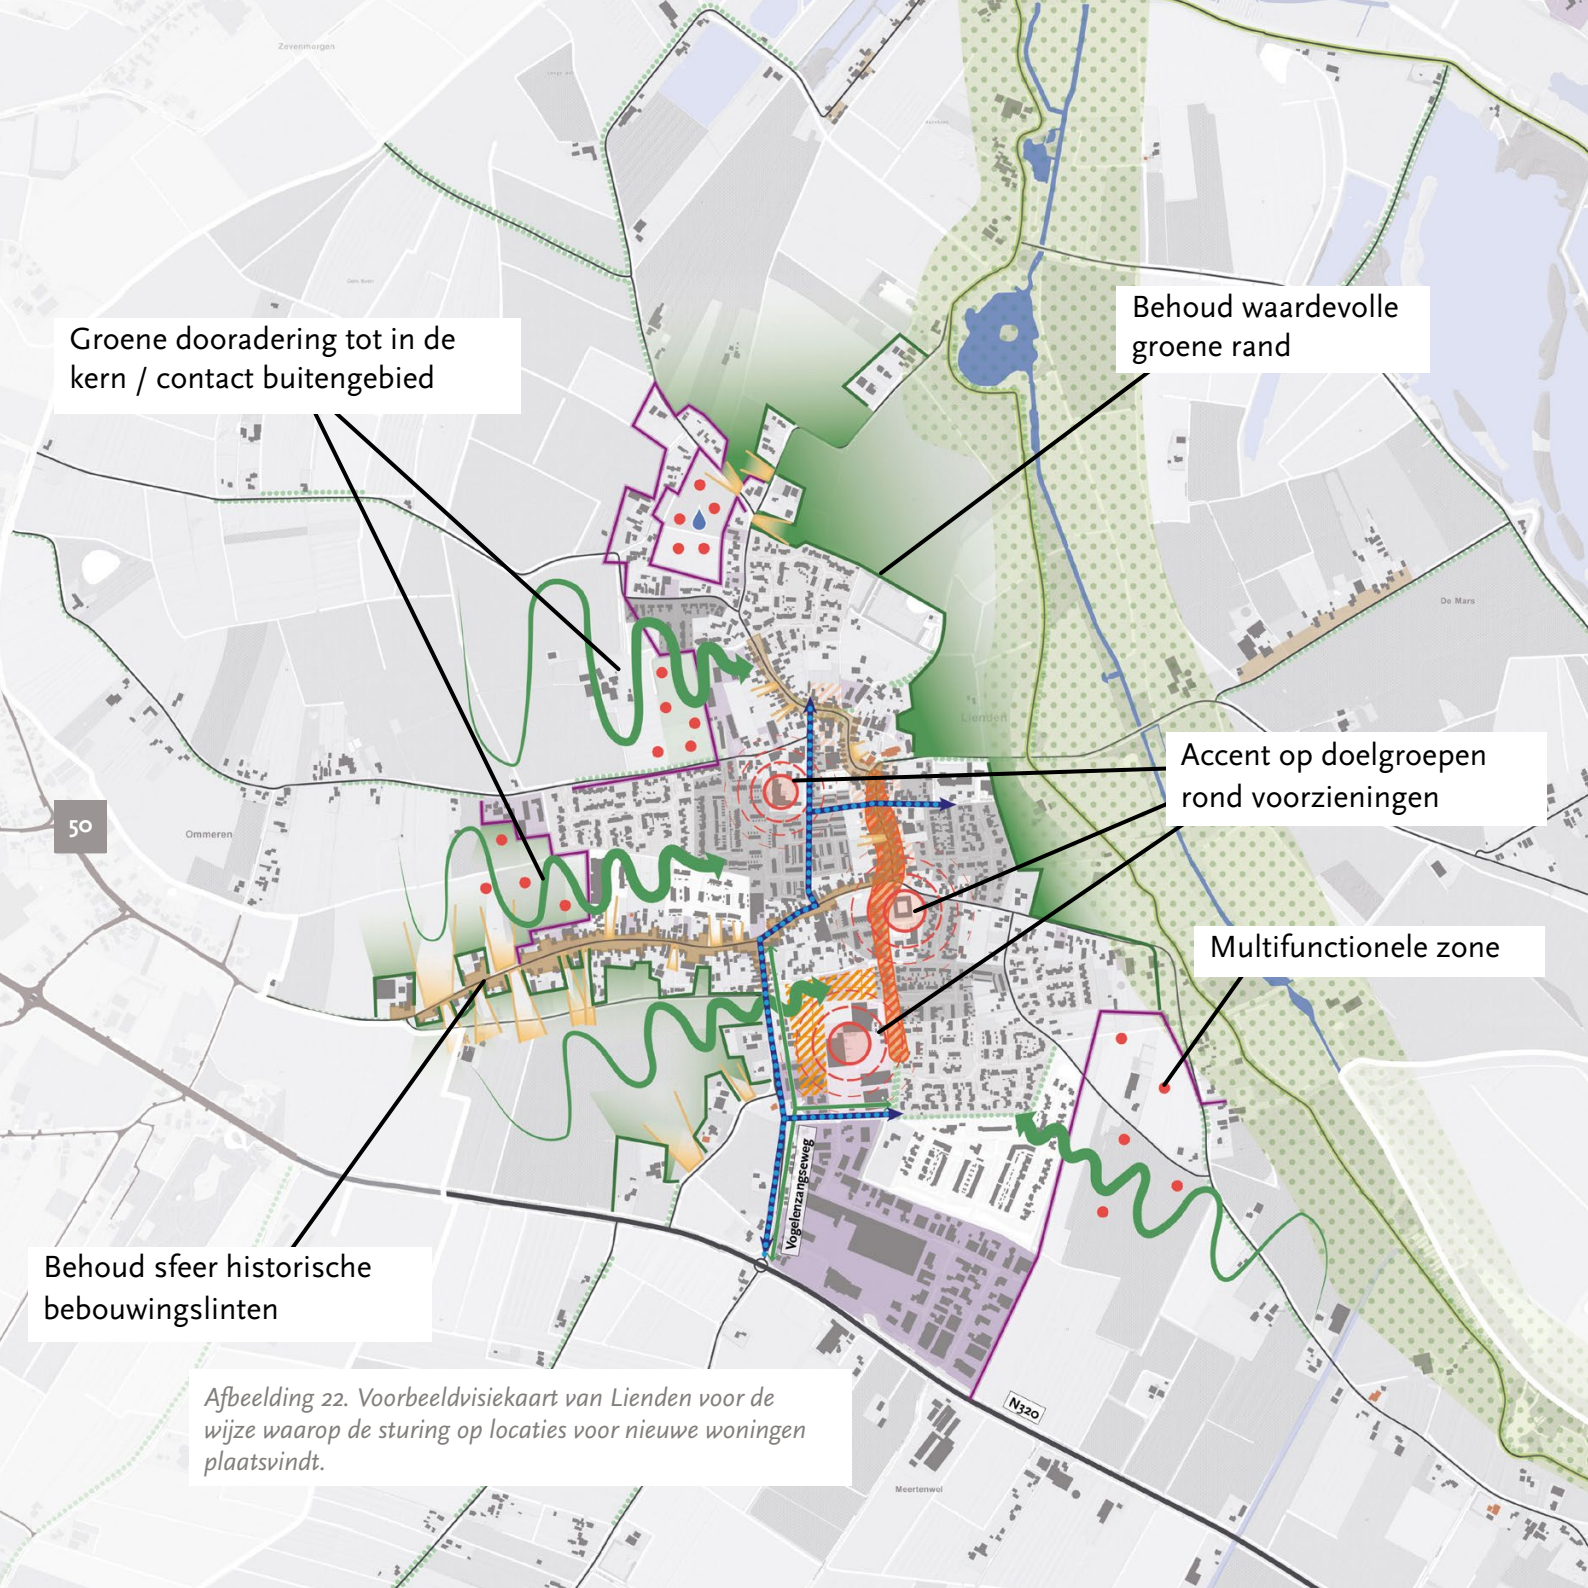 Zevenmorgen
Groene dooradering tot in de
kern / contact buitengebied
Behoud waardevolle
groene rand
De Mars
Lienden
Accent op doelgroepen
rond voorzieningen
50
Ommeren
Multifunctionele zone
Vogelenzangseweg
Behoud sfeer historische
bebouwingslinten
Afbeelding 22. Voorbeeldvisiekaart van Lienden voor de
wijze waarop de sturing op locaties voor nieuwe woningen
plaatsvindt.
N320
Meertenwei